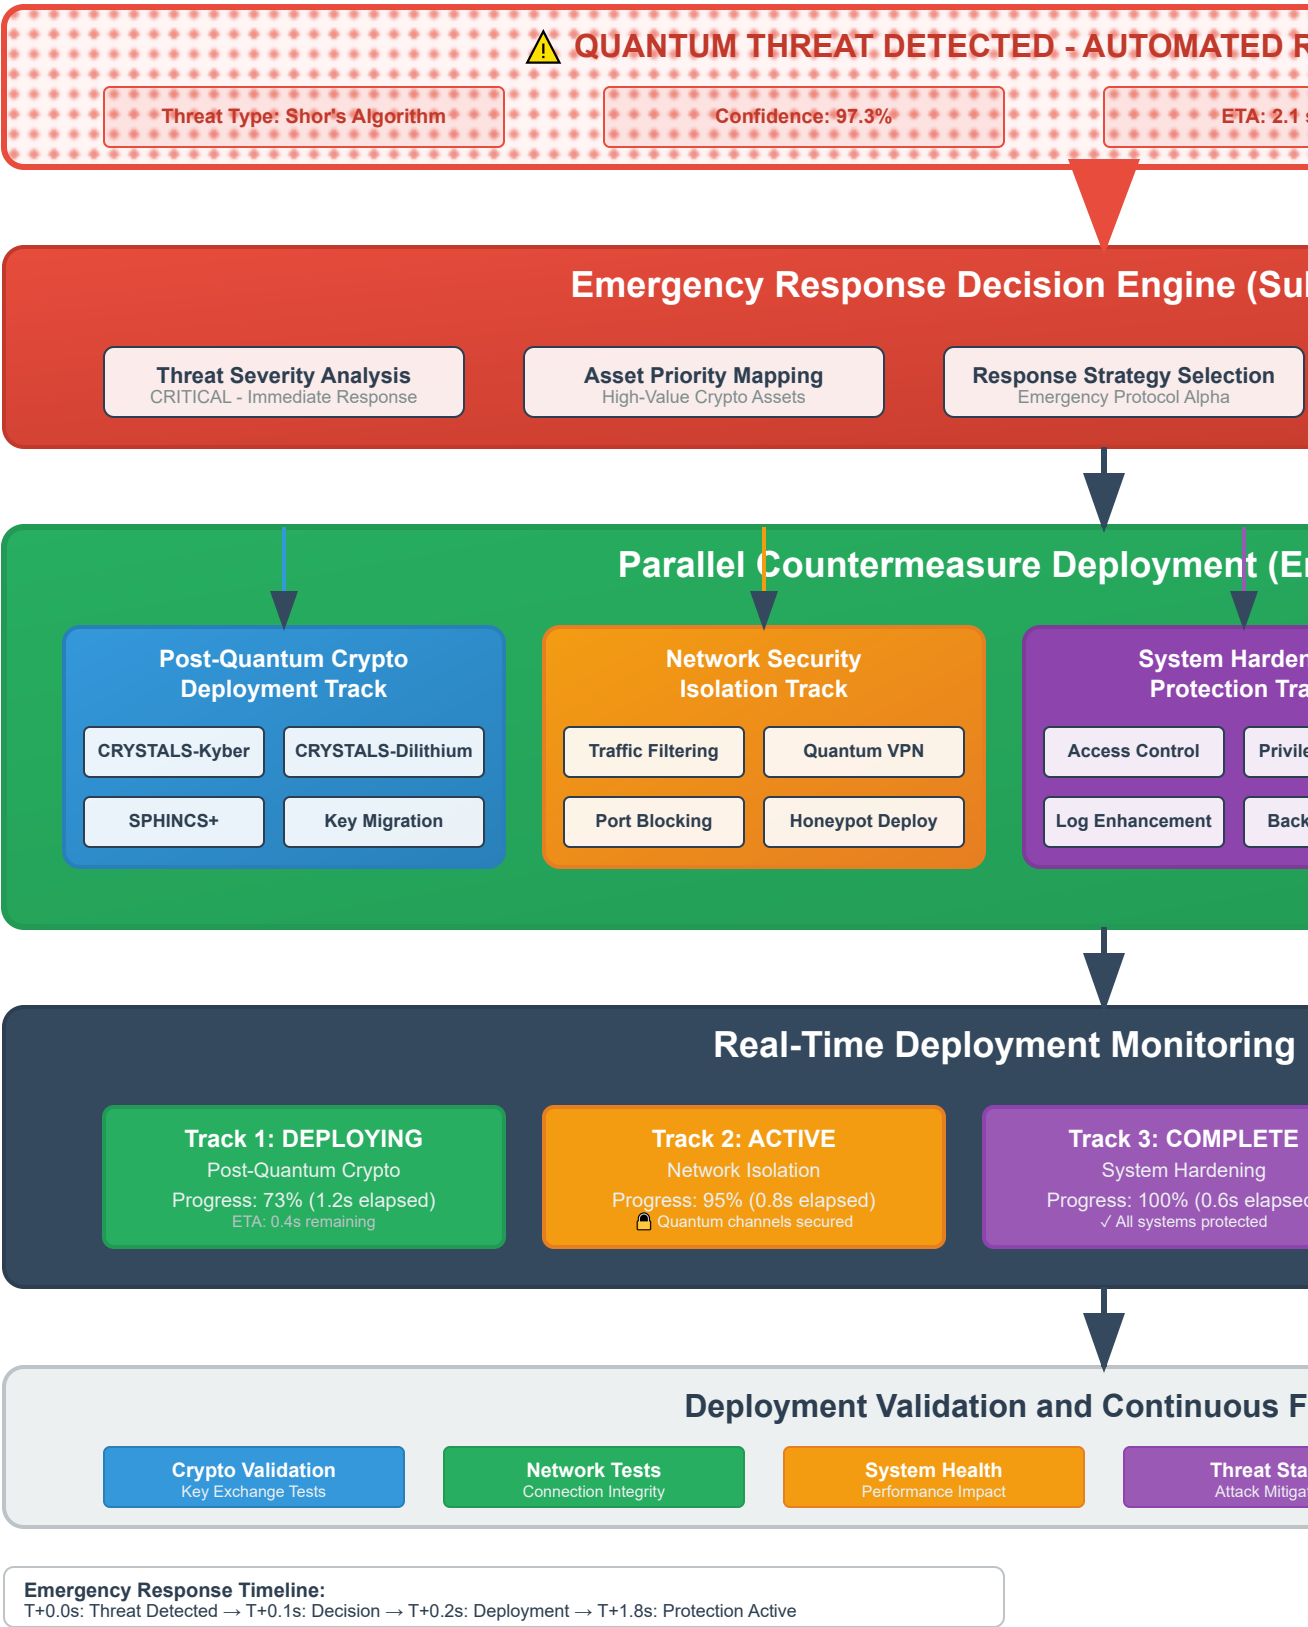 ⚠ QUANTUM THREAT DETECTED - AUTOMATED R
Threat Type: Shor's Algorithm
Confidence: 97.3%
ETA: 2.1 s
Emergency Response Decision Engine (Sul
Threat Severity Analysis
CRITICAL - Immediate Response
Asset Priority Mapping
High-Value Crypto Assets
Response Strategy Selection
Emergency Protocol Alpha
Parallel Countermeasure Deployment (E
Post-Quantum Crypto
Deployment Track
CRYSTALS-Kyber
CRYSTALS-Dilithium
SPHINCS+
Key Migration
Network Security
Isolation Track
Traffic Filtering
Quantum VPN
Port Blocking
Honeypot Deploy
System Harden
Protection Tra
Access Control
Privile
Log Enhancement
Back
Real-Time Deployment Monitoring
Track 1: DEPLOYING
Post-Quantum Crypto
Progress: 73% (1.2s elapsed)
ETA: 0.4s remaining
Track 2: ACTIVE
Network Isolation
Progress: 95% (0.8s elapsed)
🔒 Quantum channels secured
Track 3: COMPLETE
System Hardening
Progress: 100% (0.6s elapsed
✓ All systems protected
Deployment Validation and Continuous F
Crypto Validation
Key Exchange Tests
Network Tests
Connection Integrity
System Health
Performance Impact
Threat Sta
Attack Mitigat
Emergency Response Timeline:
T+0.0s: Threat Detected → T+0.1s: Decision → T+0.2s: Deployment → T+1.8s: Protection Active